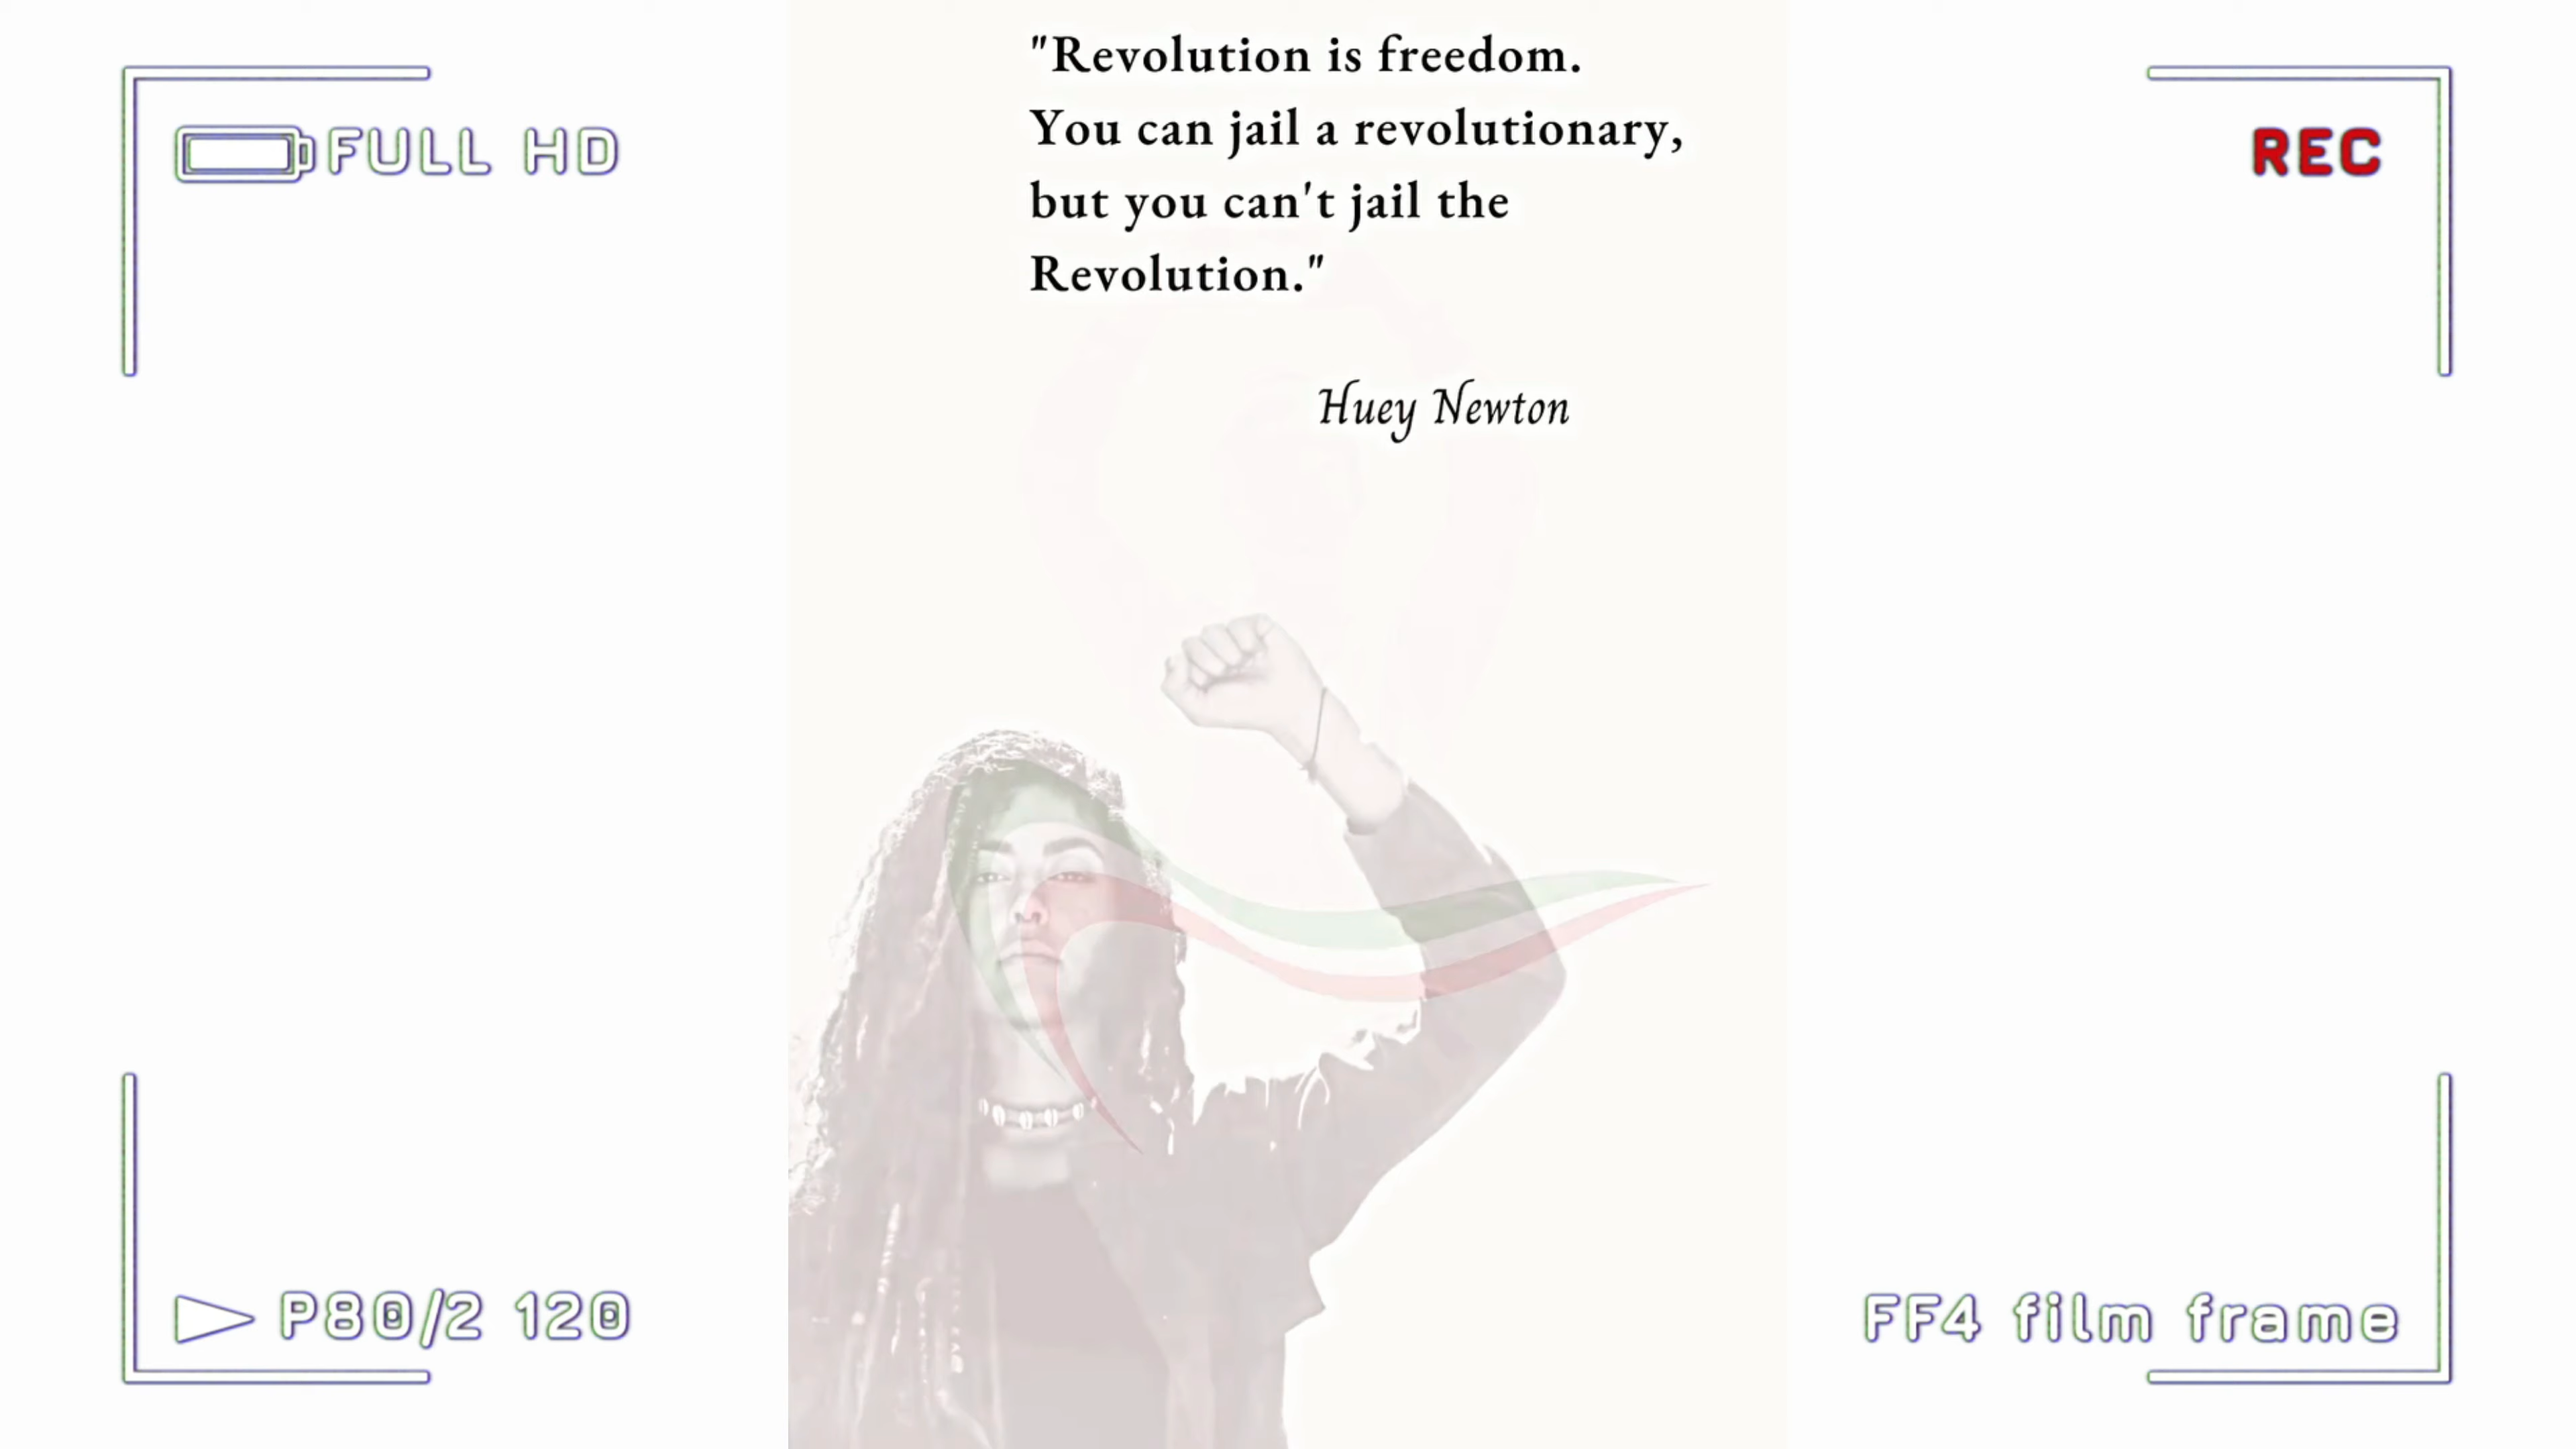 FULL HD
REC
"Revolution is freedom.
You can jail a revolutionary,
but you can't jail the
Revolution."
Huey Newton
P80/2 120
FF4 film frame